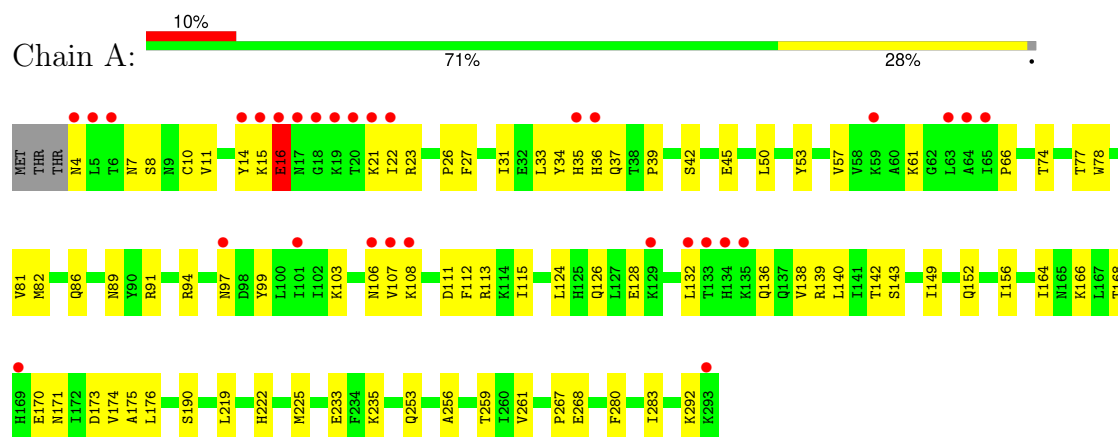 10%
Chain A:
71% 28% •
MET THR THR N4 L5 T6 N7 S8 N9 C10 V11 Y14 K15 E16 N17 G18 K19 T20 K21 I22 R23 P26 F27 I31 E32 L33 Y34 H35 H36 Q37 T38 P39 S42 E45 L50 Y53 V57 V58 K59 A60 K61 G62 L63 A64 I65 P66 T74 T77 W78
V81 M82 Q86 N89 Y90 R91 R94 N97 D98 Y99 L100 I101 I102 K103 N106 V107 K108 D111 F112 R113 K114 I115 L124 H125 Q126 L127 E128 K129 L132 T133 H134 K135 Q136 Q137 V138 R139 L140 I141 T142 S143 I149 Q152 I156 I164 N165 K166 L167 T168
H169 E170 N171 I172 D173 V174 A175 L176 S190 L219 H222 M225 E233 F234 K235 Q253 A256 T259 I260 V261 P267 E268 F280 I283 K292 K293